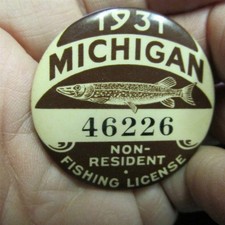 1931
MICHIGAN
46226
NON-
RESIDENT
FISHING LICENSE